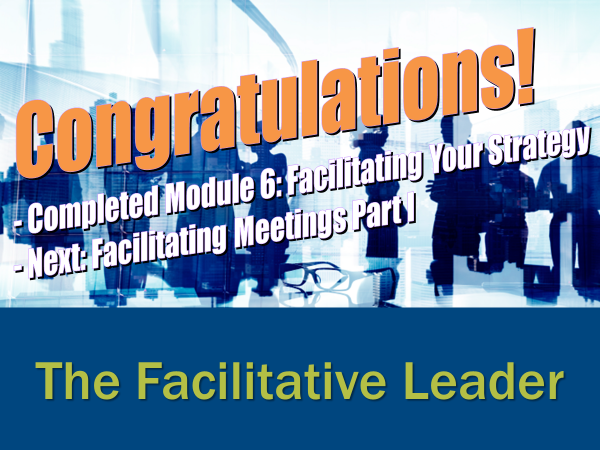 Congratulations!
- Completed Module 6: Facilitating Your Strategy
- Next: Facilitating Meetings Part I
The Facilitative Leader